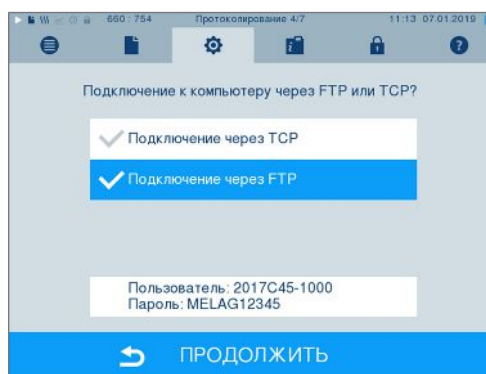 660 : 754 Протоколирование 4/7 11:13 07.01.2019
Подключение к компьютеру через FTP или TCP?
Подключение через TCP
Подключение через FTP
Пользователь: 2017C45-1000
Пароль: MELAG12345
ПРОДОЛЖИТЬ